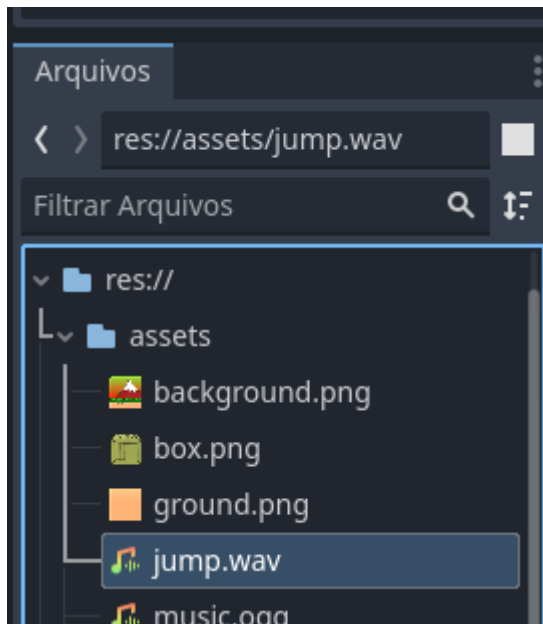 Arquivos
res://assets/jump.wav
Filtrar Arquivos
res://
assets
background.png
box.png
ground.png
jump.wav
music.ogg